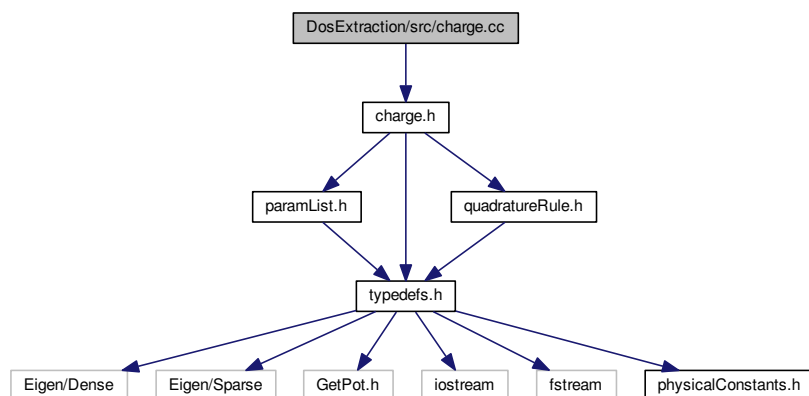 DosExtraction/src/charge.cc
charge.h
paramList.h
quadratureRule.h
typedefs.h
Eigen/Dense
Eigen/Sparse
GetPot.h
iostream
fstream
physicalConstants.h